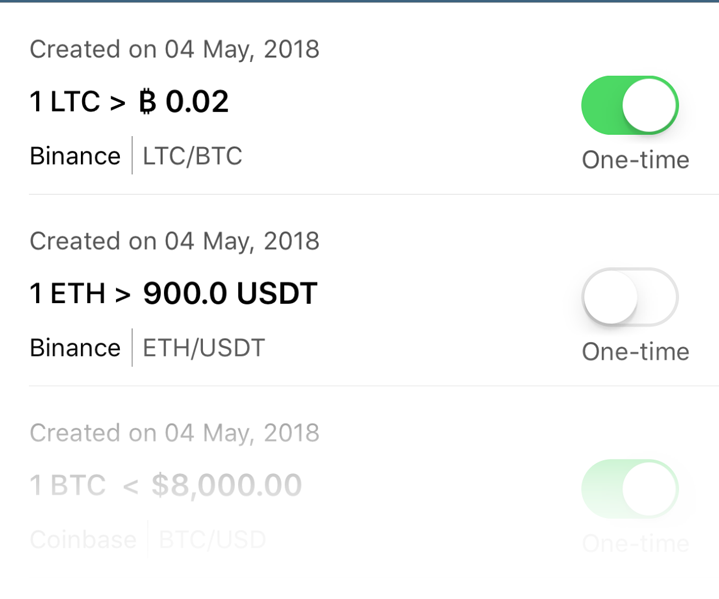 Created on 04 May, 2018
1 LTC > ₿ 0.02
Binance | LTC/BTC
One-time
Created on 04 May, 2018
1 ETH > 900.0 USDT
Binance | ETH/USDT
One-time
Created on 04 May, 2018
1 BTC < $8,000.00
Coinbase | BTC/USD
One-time